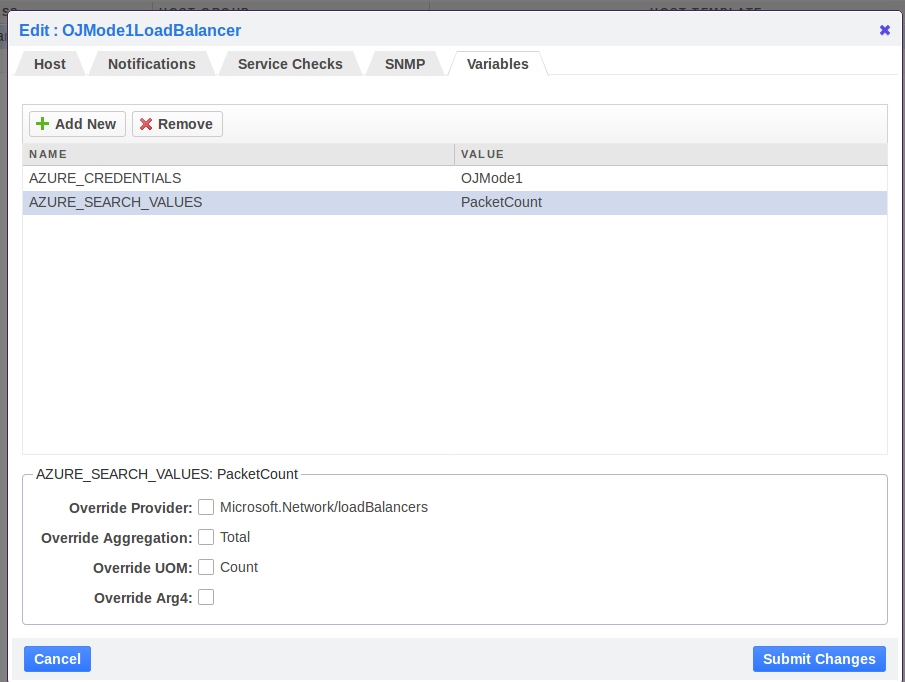 Edit : OJMode1LoadBalancer
Host Notifications Service Checks SNMP Variables
Add New Remove
NAME VALUE
AZURE_CREDENTIALS OJMode1
AZURE_SEARCH_VALUES PacketCount
AZURE_SEARCH_VALUES: PacketCount
Override Provider: Microsoft.Network/loadBalancers
Override Aggregation: Total
Override UOM: Count
Override Arg4:
Cancel Submit Changes